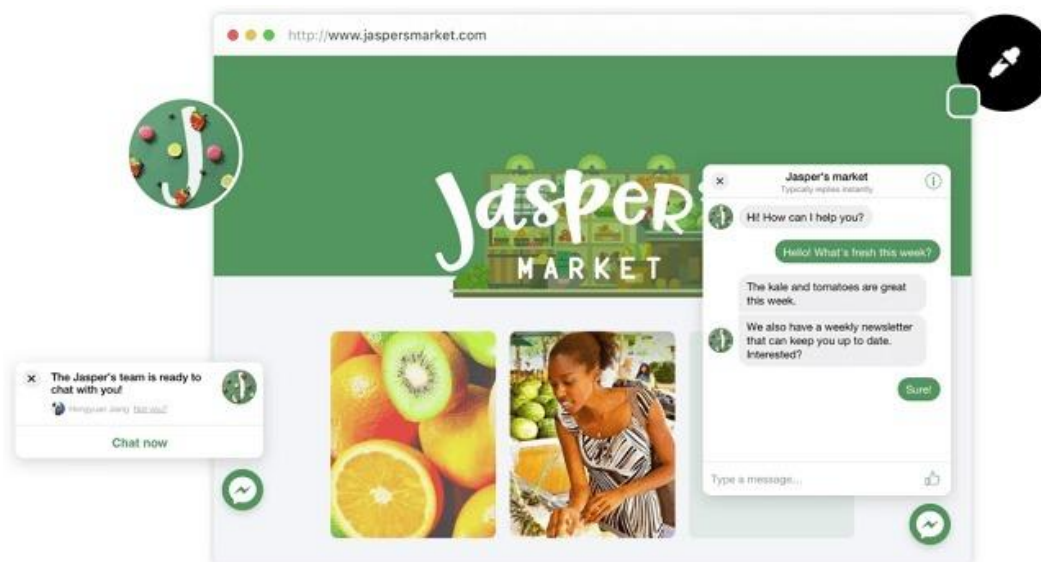 http://www.jaspersmarket.com
J
Jasper's
MARKET
Jasper's market
Typically replies instantly
Hi! How can I help you?
Hello! What's fresh this week?
The kale and tomatoes are great
this week.
We also have a weekly newsletter
that can keep you up to date.
Interested?
Sure!
Type a message...
The Jasper's team is ready to
chat with you!
Hengyuan Jiang Not you?
Chat now